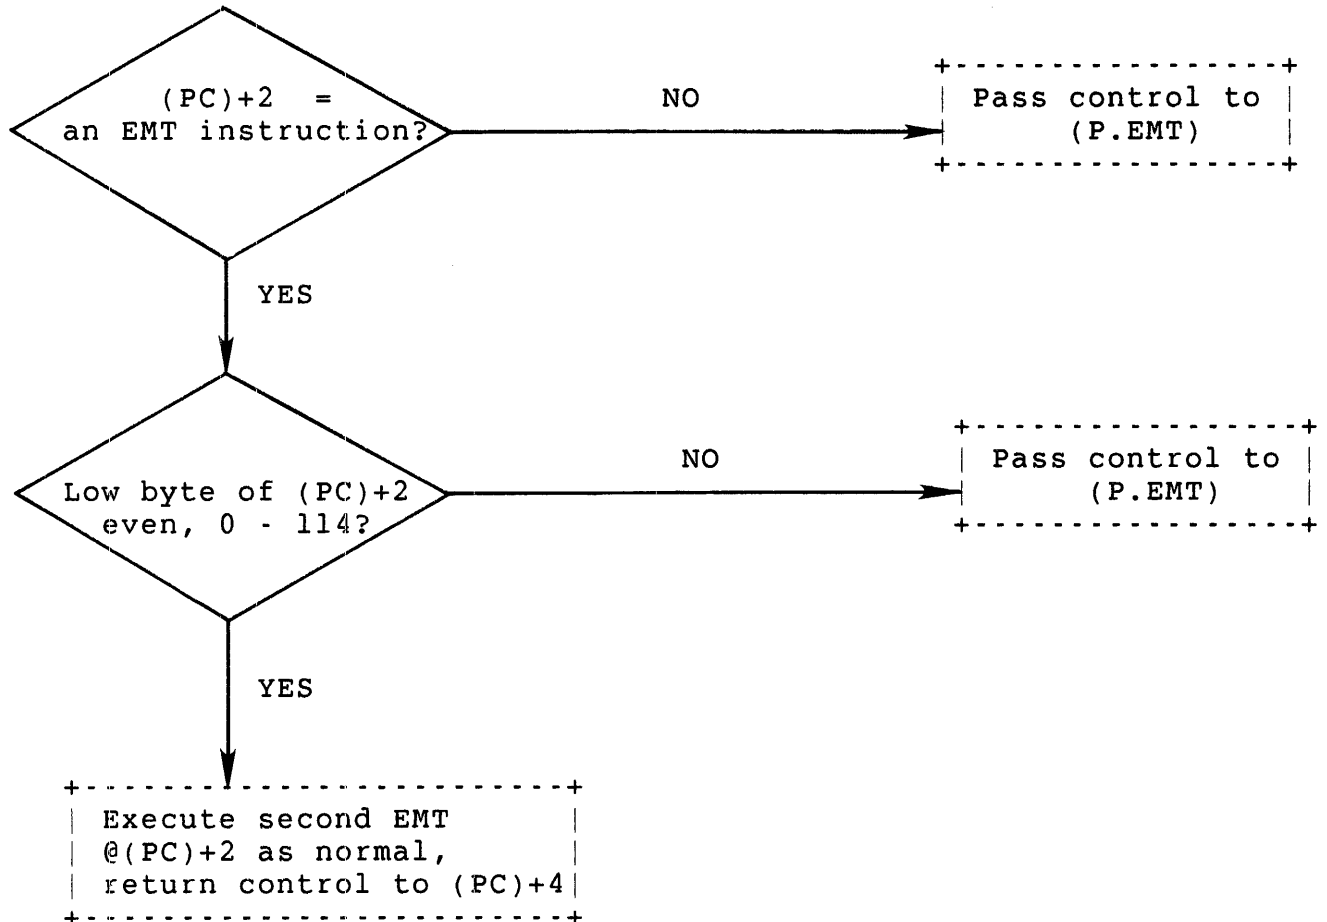 (PC)+2 =
an EMT instruction?
NO
Pass control to
(P.EMT)
YES
Low byte of (PC)+2
even, 0 - 114?
NO
Pass control to
(P.EMT)
YES
Execute second EMT
@(PC)+2 as normal,
return control to (PC)+4